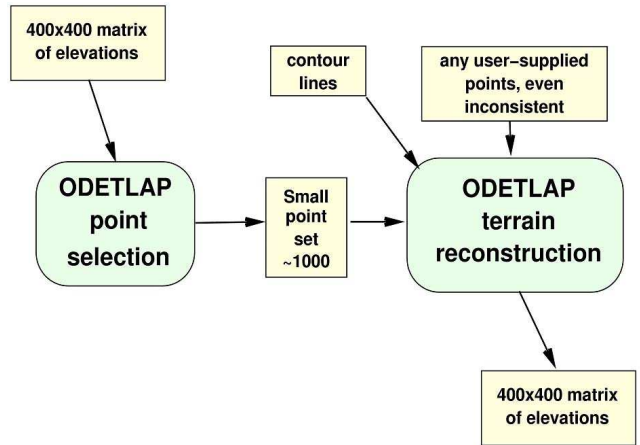 400x400 matrix
of elevations
contour
lines
any user−supplied
points, even
inconsistent
ODETLAP
point
selection
Small
point
set
~1000
ODETLAP
terrain
reconstruction
400x400 matrix
of elevations